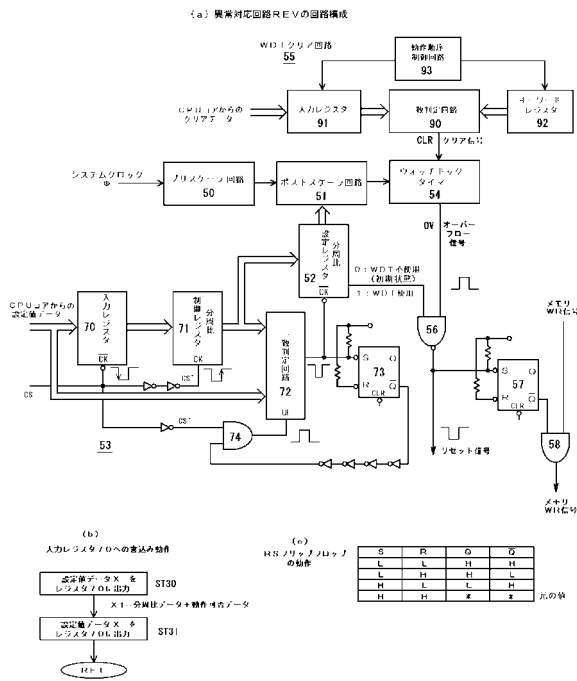 (a) 異常対応回路REVの回路構成
WDTクリア回路
55
動作順序
制御回路
93
CPUコアからの
クリアデータ
入力レジスタ
91
一致判定回路
90
キーワード
レジスタ
92
CLR クリア信号
システムクロック
Φ
プリスケーラ回路
50
ポストスケーラ回路
51
ウォッチドッグ
タイマ
54
OV オーバー
フロー
信号
分周比
設定レジスタ
52
CK
0:WDT不使用
(初期状態)
1:WDT使用
CPUコアからの
設定値データ
入力レジスタ
70
CK
分周比
制御レジスタ
71
CK
一致判定回路
72
56
メモリ
WR信号
S Q
R Q
73
CLR
S Q
R Q
57
CLR
58
CS
CS"
CS'
74
53
リセット信号
メモリ
WR信号
(b)
入力レジスタ70への書込み動作
設定値データX を
レジスタ70に出力
ST30
X1:分周比データ+動作可否データ
設定値データX を
レジスタ70に出力
ST31
RET
(c)
RSフリップフロップ
の動作
S R Q Q
L L H H
L H H L
H L L H
H H * * 元の値